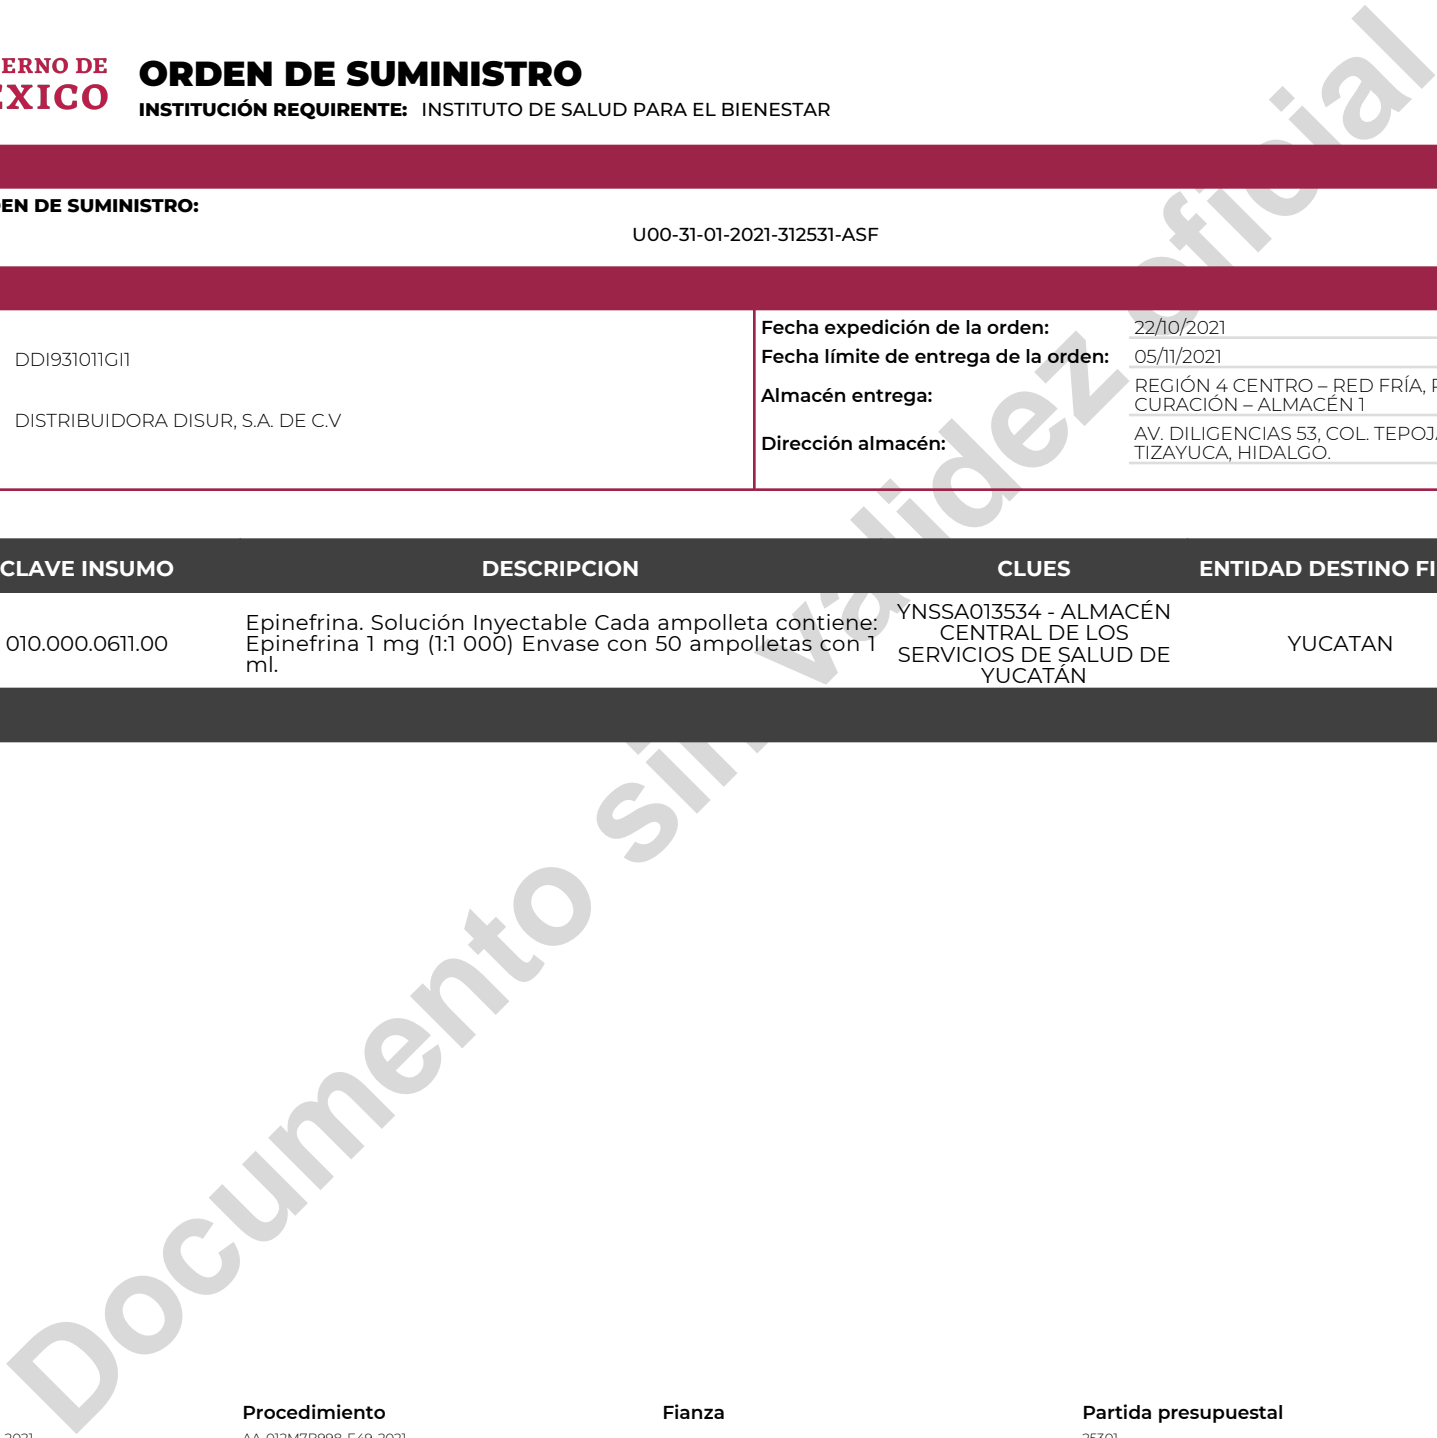 ERNO DE
ÉXICO
ORDEN DE SUMINISTRO
INSTITUCIÓN REQUIRENTE: INSTITUTO DE SALUD PARA EL BIENESTAR
EN DE SUMINISTRO:
U00-31-01-2021-312531-ASF
DDI931011GI1
DISTRIBUIDORA DISUR, S.A. DE C.V
Fecha expedición de la orden: 22/10/2021
Fecha límite de entrega de la orden: 05/11/2021
Almacén entrega: REGIÓN 4 CENTRO – RED FRÍA,
CURACIÓN – ALMACÉN 1
Dirección almacén: AV. DILIGENCIAS 53, COL. TEPOJA
TIZAYUCA, HIDALGO.
CLAVE INSUMO DESCRIPCION CLUES ENTIDAD DESTINO FI
010.000.0611.00
Epinefrina. Solución Inyectable Cada ampolleta contiene:
Epinefrina 1 mg (1:1 000) Envase con 50 ampolletas con 1
ml.
YNSSA013534 - ALMACÉN
CENTRAL DE LOS
SERVICIOS DE SALUD DE
YUCATÁN
YUCATAN
Documento sin validez oficial
Procedimiento Fianza Partida presupuestal